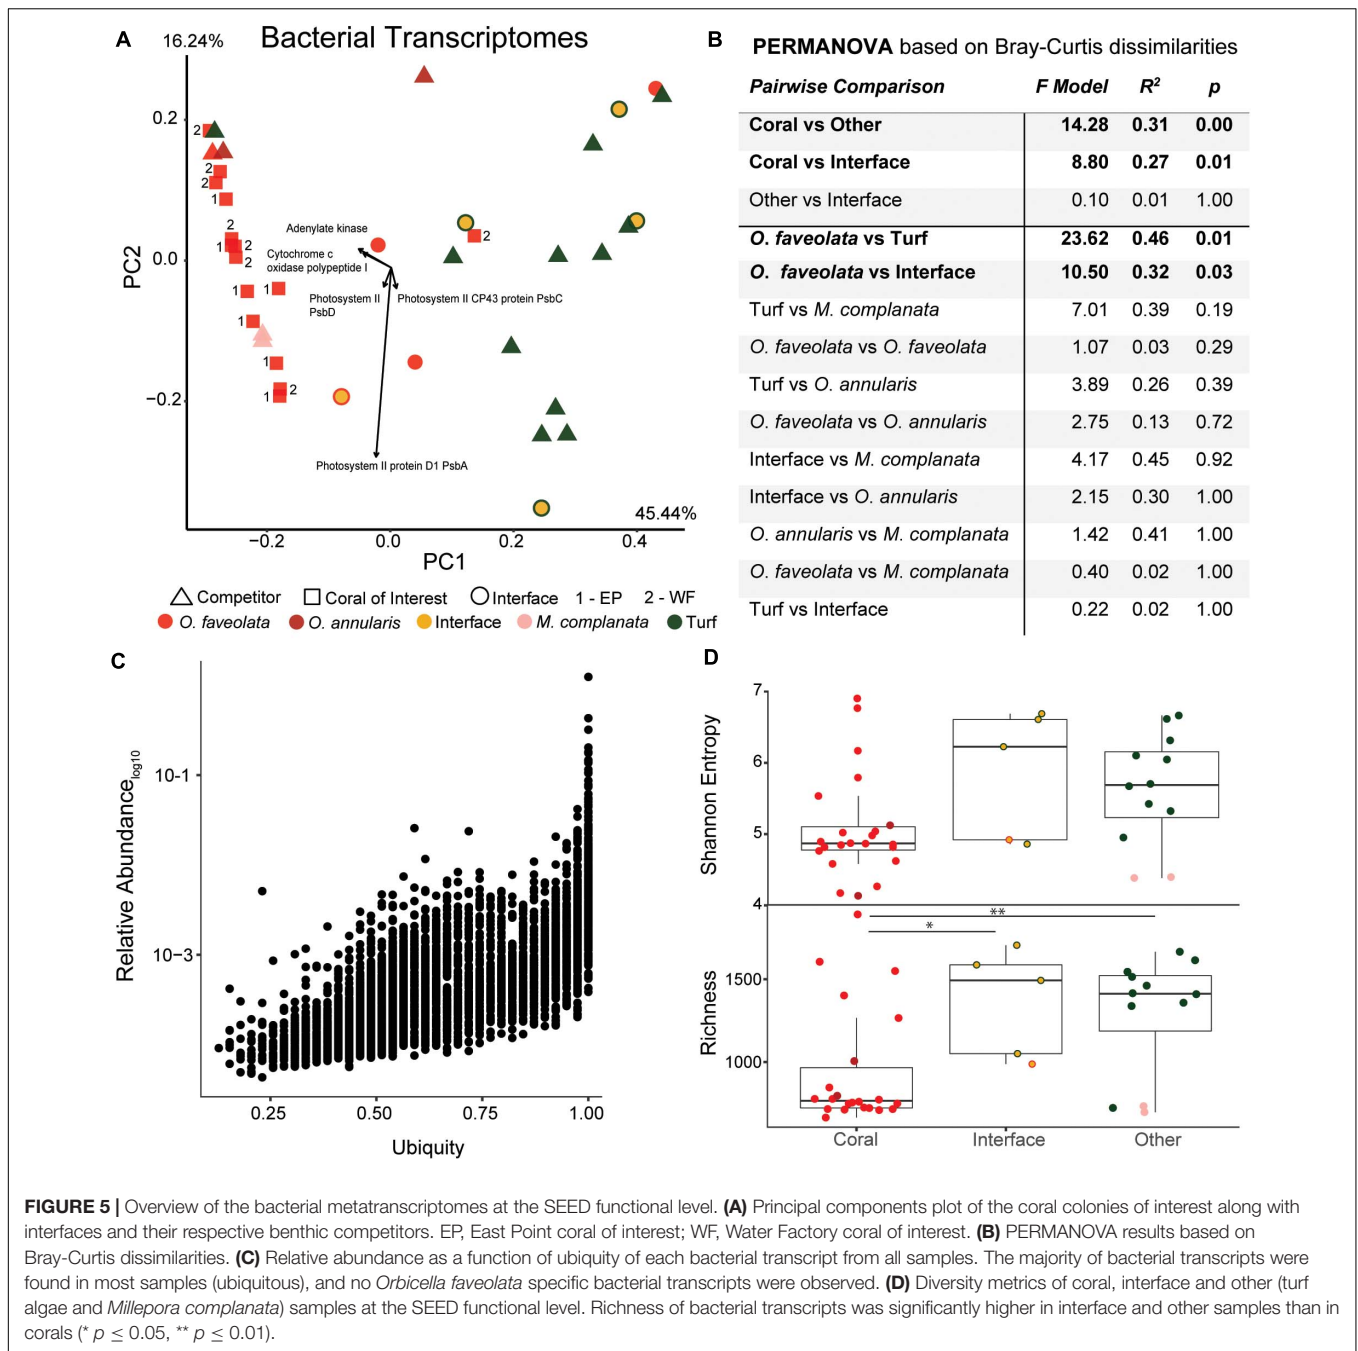 A
16.24%
Bacterial Transcriptomes
0.2
0.0
−0.2
PC2
2
2
2
1
2
1
2
2
1
1
1
1
2
1
2
Adenylate kinase
Cytochrome c
oxidase polypeptide I
Photosystem II
PsbD
Photosystem II CP43 protein PsbC
Photosystem II protein D1 PsbA
45.44%
−0.2
0.0
0.2
0.4
PC1
Competitor
Coral of Interest
Interface
1 - EP
2 - WF
O. faveolata
O. annularis
Interface
M. complanata
Turf
B
PERMANOVA based on Bray-Curtis dissimilarities
Pairwise Comparison F Model R² p
Coral vs Other 14.28 0.31 0.00
Coral vs Interface 8.80 0.27 0.01
Other vs Interface 0.10 0.01 1.00
O. faveolata vs Turf 23.62 0.46 0.01
O. faveolata vs Interface 10.50 0.32 0.03
Turf vs M. complanata 7.01 0.39 0.19
O. faveolata vs O. faveolata 1.07 0.03 0.29
Turf vs O. annularis 3.89 0.26 0.39
O. faveolata vs O. annularis 2.75 0.13 0.72
Interface vs M. complanata 4.17 0.45 0.92
Interface vs O. annularis 2.15 0.30 1.00
O. annularis vs M. complanata 1.42 0.41 1.00
O. faveolata vs M. complanata 0.40 0.02 1.00
Turf vs Interface 0.22 0.02 1.00
C
Relative Abundance log10
10-1
10−3
0.25
0.50
0.75
1.00
Ubiquity
D
Shannon Entropy
7
6
5
4
*
**
Richness
1500
1000
Coral
Interface
Other
FIGURE 5 | Overview of the bacterial metatranscriptomes at the SEED functional level. (A) Principal components plot of the coral colonies of interest along with
interfaces and their respective benthic competitors. EP, East Point coral of interest; WF, Water Factory coral of interest. (B) PERMANOVA results based on
Bray-Curtis dissimilarities. (C) Relative abundance as a function of ubiquity of each bacterial transcript from all samples. The majority of bacterial transcripts were
found in most samples (ubiquitous), and no Orbicella faveolata specific bacterial transcripts were observed. (D) Diversity metrics of coral, interface and other (turf
algae and Millepora complanata) samples at the SEED functional level. Richness of bacterial transcripts was significantly higher in interface and other samples than in
corals (* p ≤ 0.05, ** p ≤ 0.01).